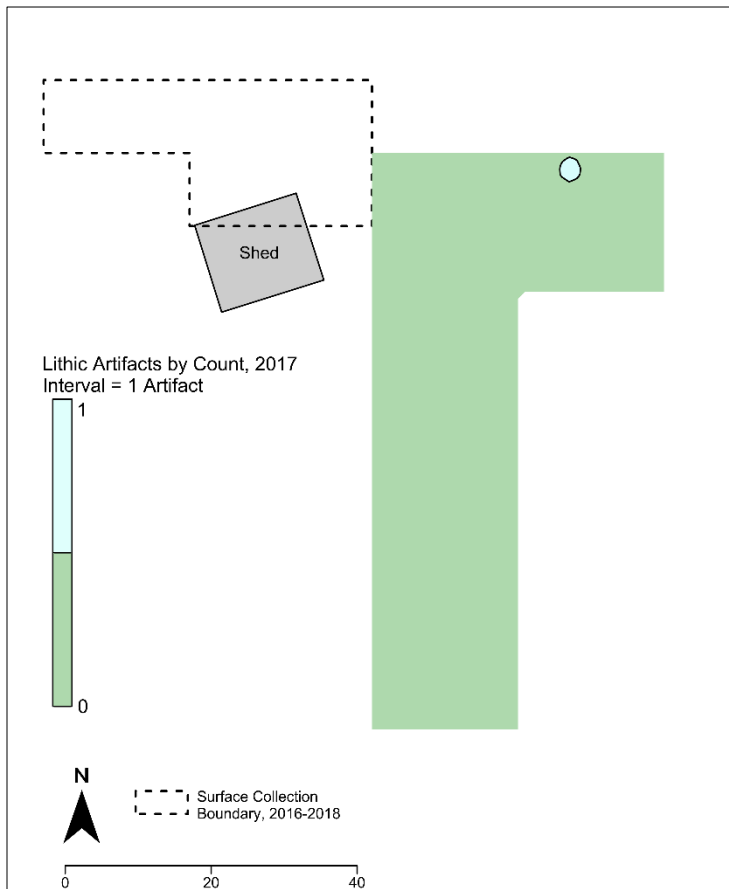 Shed
Lithic Artifacts by Count, 2017
Interval = 1 Artifact
1
0
N
Surface Collection
Boundary, 2016-2018
0 20 40